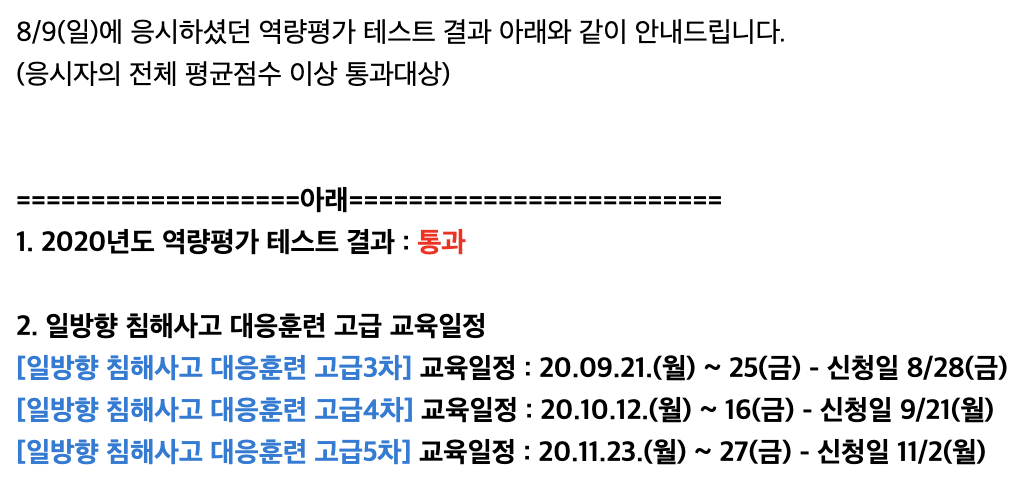 8/9(일)에 응시하셨던 역량평가 테스트 결과 아래와 같이 안내드립니다.
(응시자의 전체 평균점수 이상 통과대상)
===================아래=========================
1. 2020년도 역량평가 테스트 결과 : 통과
2. 일방향 침해사고 대응훈련 고급 교육일정
[일방향 침해사고 대응훈련 고급3차] 교육일정 : 20.09.21.(월) ~ 25(금) - 신청일 8/28(금)
[일방향 침해사고 대응훈련 고급4차] 교육일정 : 20.10.12.(월) ~ 16(금) - 신청일 9/21(월)
[일방향 침해사고 대응훈련 고급5차] 교육일정 : 20.11.23.(월) ~ 27(금) - 신청일 11/2(월)